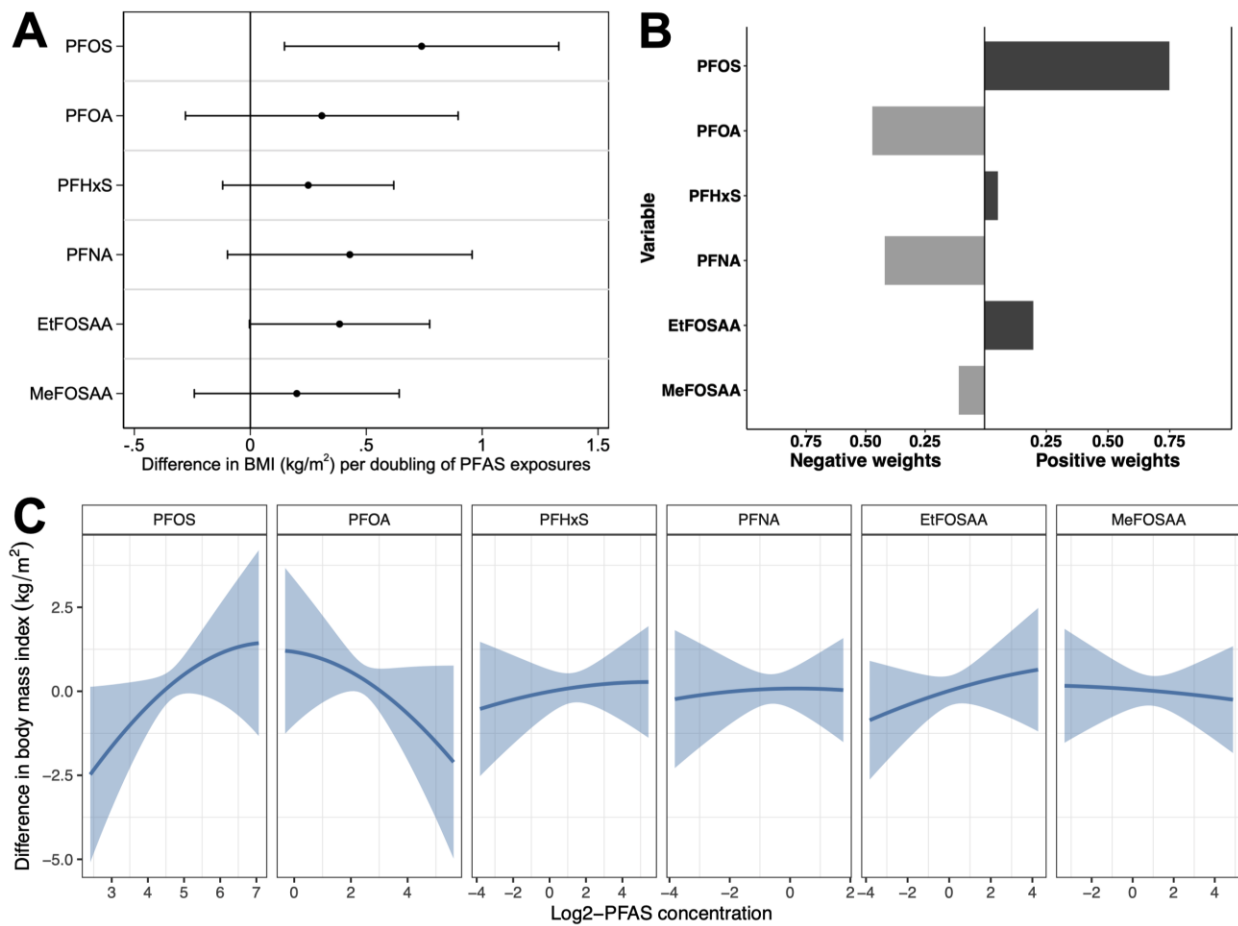 A
PFOS
PFOA
PFHxS
PFNA
EtFOSAA
MeFOSAA
-.5 0 .5 1 1.5
Difference in BMI (kg/m²) per doubling of PFAS exposures
B
Variable
PFOS
PFOA
PFHxS
PFNA
EtFOSAA
MeFOSAA
0.75 0.50 0.25 0.25 0.50 0.75
Negative weights Positive weights
C
PFOS PFOA PFHxS PFNA EtFOSAA MeFOSAA
Difference in body mass index (kg/m²)
2.5
0.0
−2.5
−5.0
3 4 5 6 7 0 2 4 −4 −2 0 2 4 −4 −2 0 2 −4 −2 0 2 4 −2 0 2 4
Log2−PFAS concentration